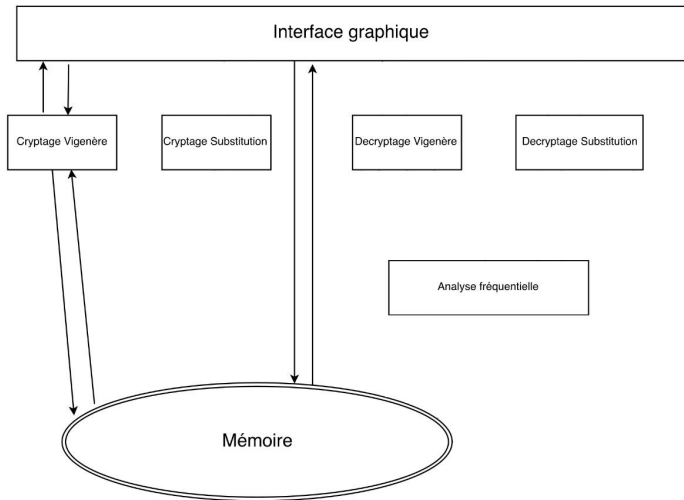 Interface graphique
Cryptage Vigenère
Cryptage Substitution
Decryptage Vigenère
Decryptage Substitution
Analyse fréquentielle
Mémoire